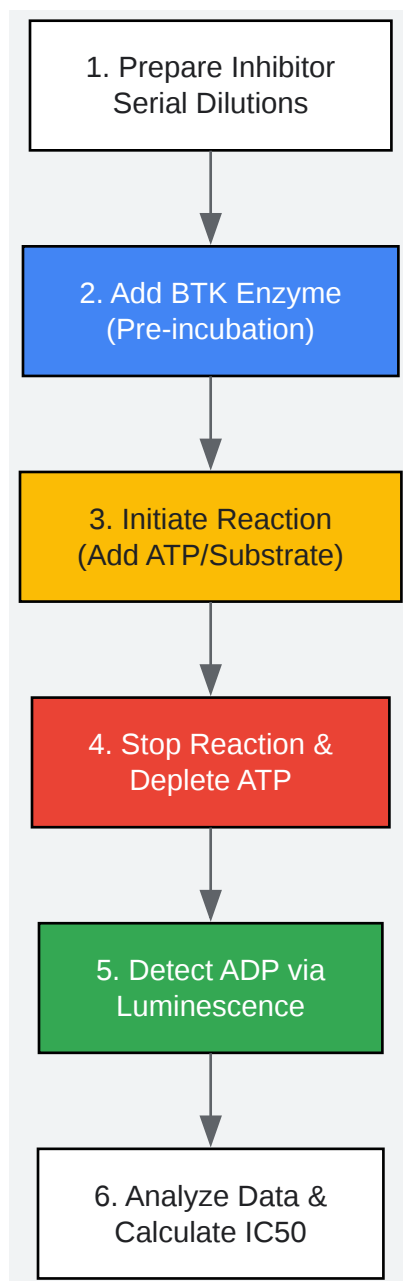 1. Prepare Inhibitor
Serial Dilutions
2. Add BTK Enzyme
(Pre-incubation)
3. Initiate Reaction
(Add ATP/Substrate)
4. Stop Reaction &
Deplete ATP
5. Detect ADP via
Luminescence
6. Analyze Data &
Calculate IC50